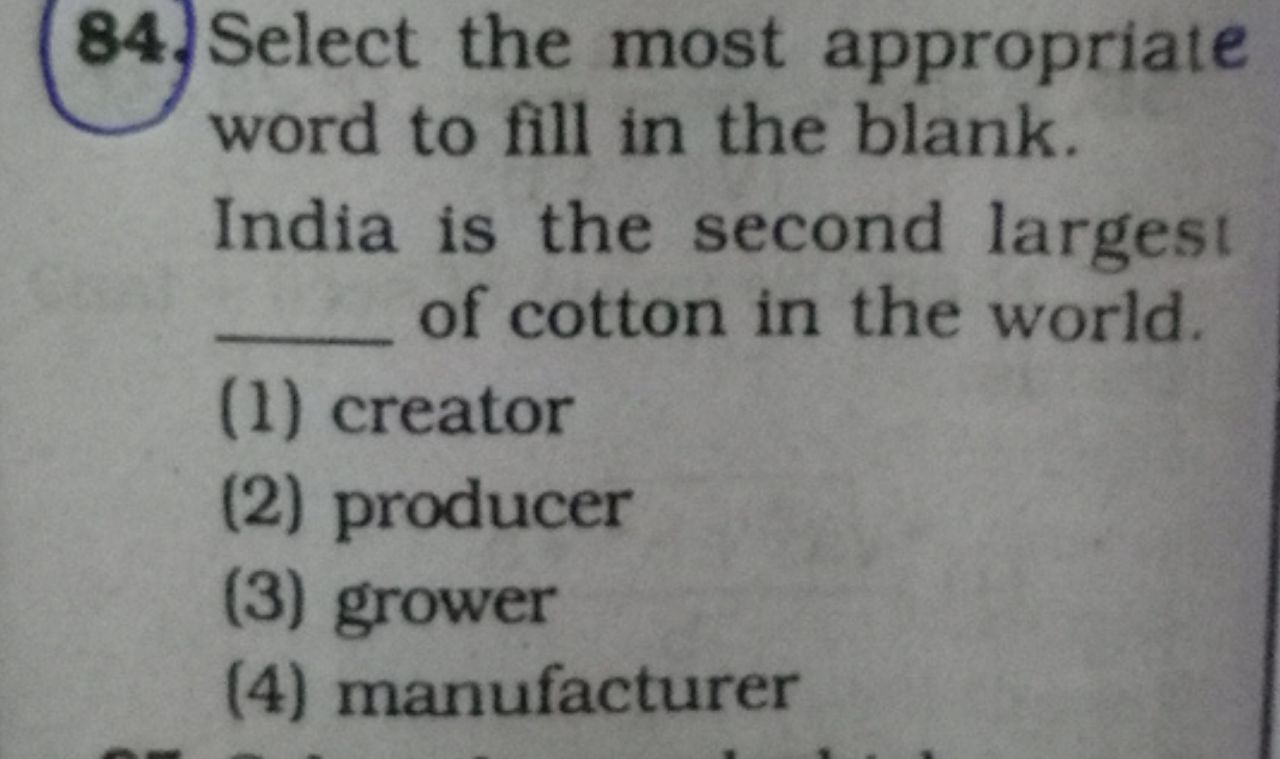 84. Select the most appropriate
word to fill in the blank.
India is the second largest
______ of cotton in the world.
(1) creator
(2) producer
(3) grower
(4) manufacturer